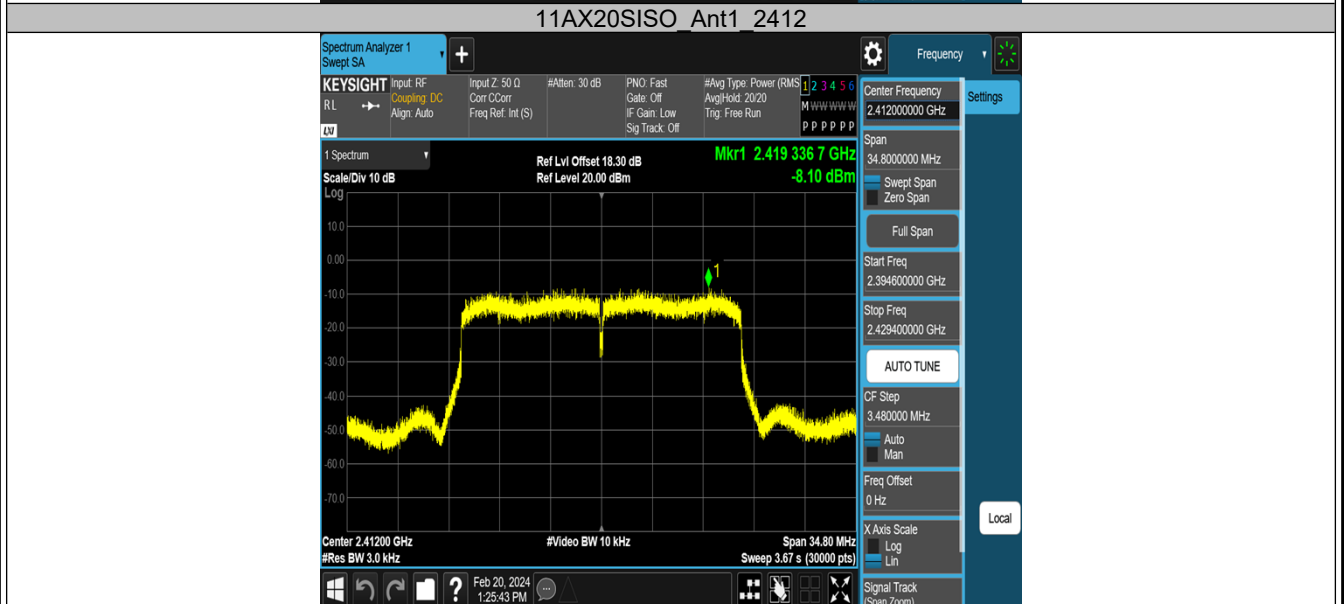 11AX20SISO_Ant1_2412
Spectrum Analyzer 1
Swept SA
+
Frequency
KEYSIGHT
RL
LXI
Input: RF
Coupling: DC
Align: Auto
Input Z: 50 Ω
Corr CCorr
Freq Ref: Int (S)
#Atten: 30 dB
PNO: Fast
Gate: Off
IF Gain: Low
Sig Track: Off
#Avg Type: Power (RMS
Avg|Hold: 20/20
Trig: Free Run
1 2 3 4 5 6
M W W W W W
P P P P P P
1 Spectrum
Scale/Div 10 dB
Log
Ref Lvl Offset 18.30 dB
Ref Level 20.00 dBm
Mkr1 2.419 336 7 GHz
-8.10 dBm
10.0
0.00
-10.0
-20.0
-30.0
-40.0
-50.0
-60.0
-70.0
1
Center 2.41200 GHz
#Res BW 3.0 kHz
#Video BW 10 kHz
Span 34.80 MHz
Sweep 3.67 s (30000 pts)
Center Frequency
2.412000000 GHz
Settings
Span
34.8000000 MHz
Swept Span
Zero Span
Full Span
Start Freq
2.394600000 GHz
Stop Freq
2.429400000 GHz
AUTO TUNE
CF Step
3.480000 MHz
Auto
Man
Freq Offset
0 Hz
X Axis Scale
Log
Lin
Local
Signal Track
(Span Zoom)
?
Feb 20, 2024
1:25:43 PM